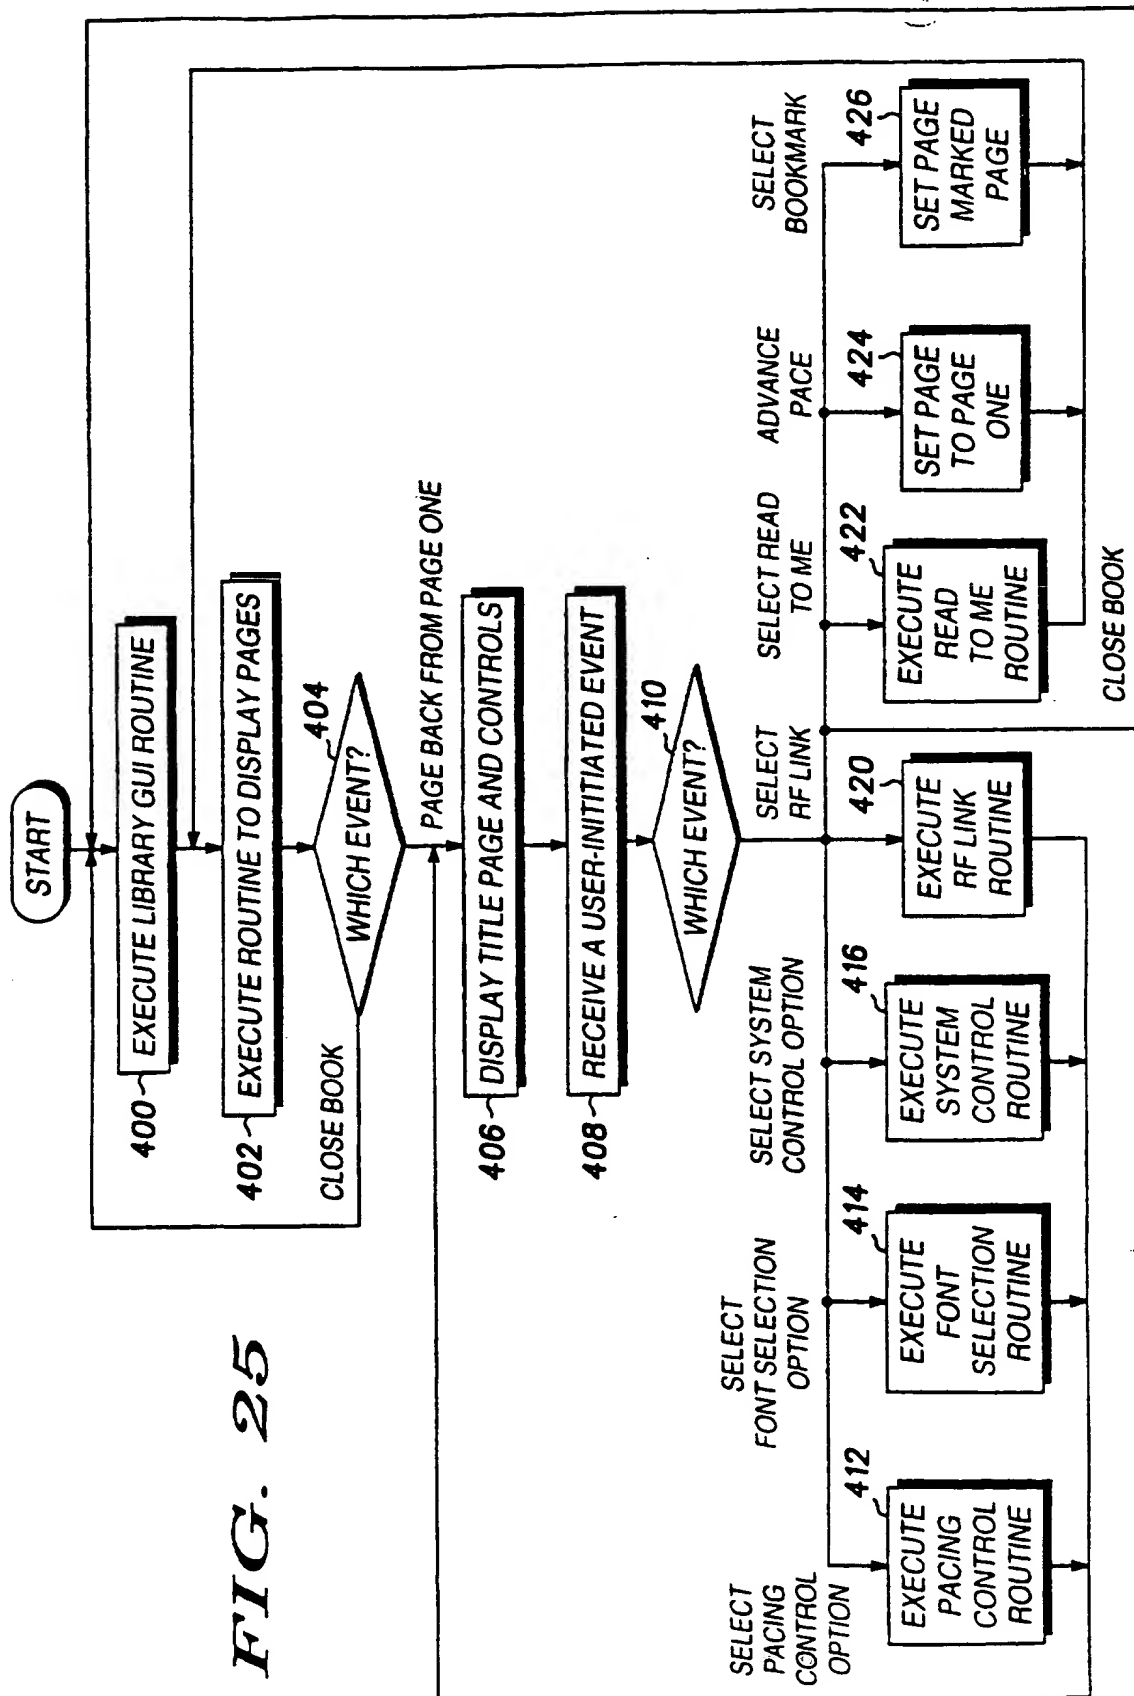 FIG. 25
START
400
EXECUTE LIBRARY GUI ROUTINE
402
EXECUTE ROUTINE TO DISPLAY PAGES
404
WHICH EVENT?
CLOSE BOOK
PAGE BACK FROM PAGE ONE
406
DISPLAY TITLE PAGE AND CONTROLS
408
RECEIVE A USER-INITITIATED EVENT
410
WHICH EVENT?
SELECT
PACING
CONTROL
OPTION
412
EXECUTE
PACING
CONTROL
ROUTINE
SELECT
FONT SELECTION
OPTION
414
EXECUTE
FONT
SELECTION
ROUTINE
SELECT SYSTEM
CONTROL OPTION
416
EXECUTE
SYSTEM
CONTROL
ROUTINE
SELECT
RF LINK
420
EXECUTE
RF LINK
ROUTINE
SELECT READ
TO ME
422
EXECUTE
READ
TO ME
ROUTINE
ADVANCE
PACE
424
SET PAGE
TO PAGE
ONE
SELECT
BOOKMARK
426
SET PAGE
MARKED
PAGE
CLOSE BOOK